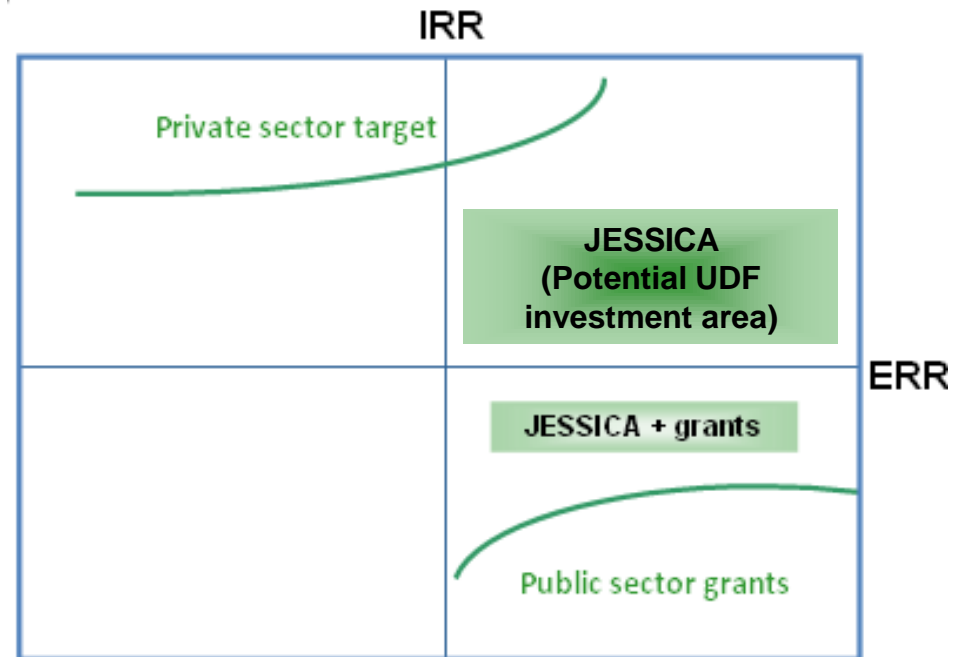 IRR
Private sector target
JESSICA
(Potential UDF
investment area)
ERR
JESSICA + grants
Public sector grants